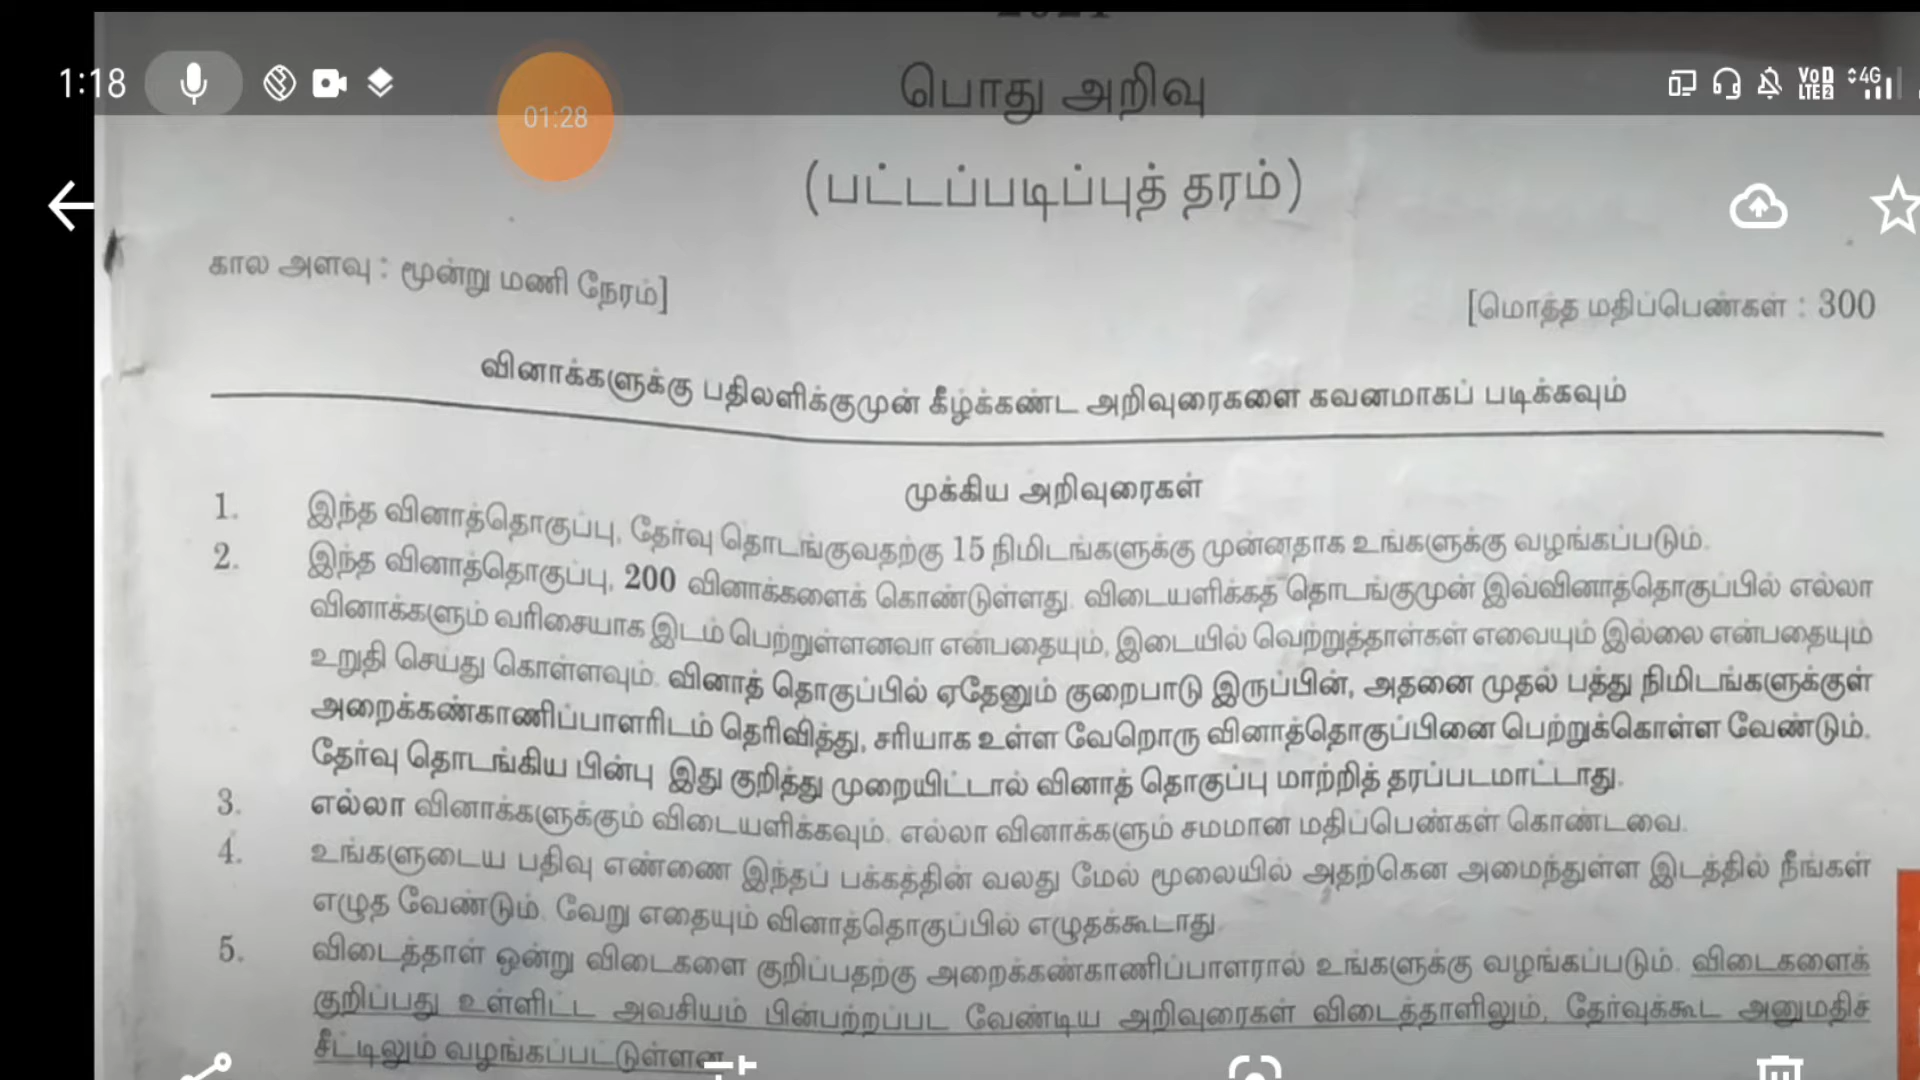 2021
1:18
01:28
VoD LTE2 4G
பொது அறிவு
(பட்டப்படிப்புத் தரம்)
கால அளவு : மூன்று மணி நேரம்]
[மொத்த மதிப்பெண்கள் : 300
வினாக்களுக்கு பதிலளிக்குமுன் கீழ்க்கண்ட அறிவுரைகளை கவனமாகப் படிக்கவும்
முக்கிய அறிவுரைகள்
1. இந்த வினாத்தொகுப்பு, தேர்வு தொடங்குவதற்கு 15 நிமிடங்களுக்கு முன்னதாக உங்களுக்கு வழங்கப்படும்.
2. இந்த வினாத்தொகுப்பு, 200 வினாக்களைக் கொண்டுள்ளது. விடையளிக்கத் தொடங்குமுன் இவ்வினாத்தொகுப்பில் எல்லா
வினாக்களும் வரிசையாக இடம் பெற்றுள்ளனவா என்பதையும், இடையில் வெற்றுத்தாள்கள் எவையும் இல்லை என்பதையும்
உறுதி செய்து கொள்ளவும். வினாத் தொகுப்பில் ஏதேனும் குறைபாடு இருப்பின், அதனை முதல் பத்து நிமிடங்களுக்குள்
அறைக்கண்காணிப்பாளரிடம் தெரிவித்து, சரியாக உள்ள வேறொரு வினாத்தொகுப்பினை பெற்றுக்கொள்ள வேண்டும்.
தேர்வு தொடங்கிய பின்பு இது குறித்து முறையிட்டால் வினாத் தொகுப்பு மாற்றித் தரப்படமாட்டாது.
3. எல்லா வினாக்களுக்கும் விடையளிக்கவும். எல்லா வினாக்களும் சமமான மதிப்பெண்கள் கொண்டவை.
4. உங்களுடைய பதிவு எண்ணை இந்தப் பக்கத்தின் வலது மேல் மூலையில் அதற்கென அமைந்துள்ள இடத்தில் நீங்கள்
எழுத வேண்டும். வேறு எதையும் வினாத்தொகுப்பில் எழுதக்கூடாது.
5. விடைத்தாள் ஒன்று விடைகளை குறிப்பதற்கு அறைக்கண்காணிப்பாளரால் உங்களுக்கு வழங்கப்படும். விடைகளைக்
குறிப்பது உள்ளிட்ட அவசியம் பின்பற்றப்பட வேண்டிய அறிவுரைகள் விடைத்தாளிலும், தேர்வுக்கூட அனுமதிச்
சீட்டிலும் வழங்கப்பட்டுள்ளன